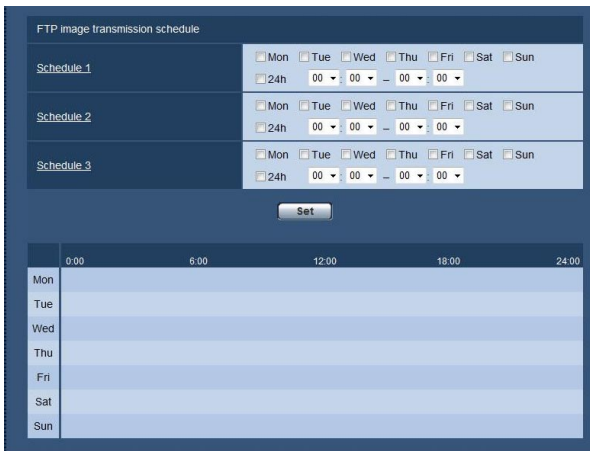 FTP image transmission schedule
Schedule 1
Mon Tue Wed Thu Fri Sat Sun
24h 00 : 00 – 00 : 00
Schedule 2
Mon Tue Wed Thu Fri Sat Sun
24h 00 : 00 – 00 : 00
Schedule 3
Mon Tue Wed Thu Fri Sat Sun
24h 00 : 00 – 00 : 00
Set
0:00 6:00 12:00 18:00 24:00
Mon
Tue
Wed
Thu
Fri
Sat
Sun